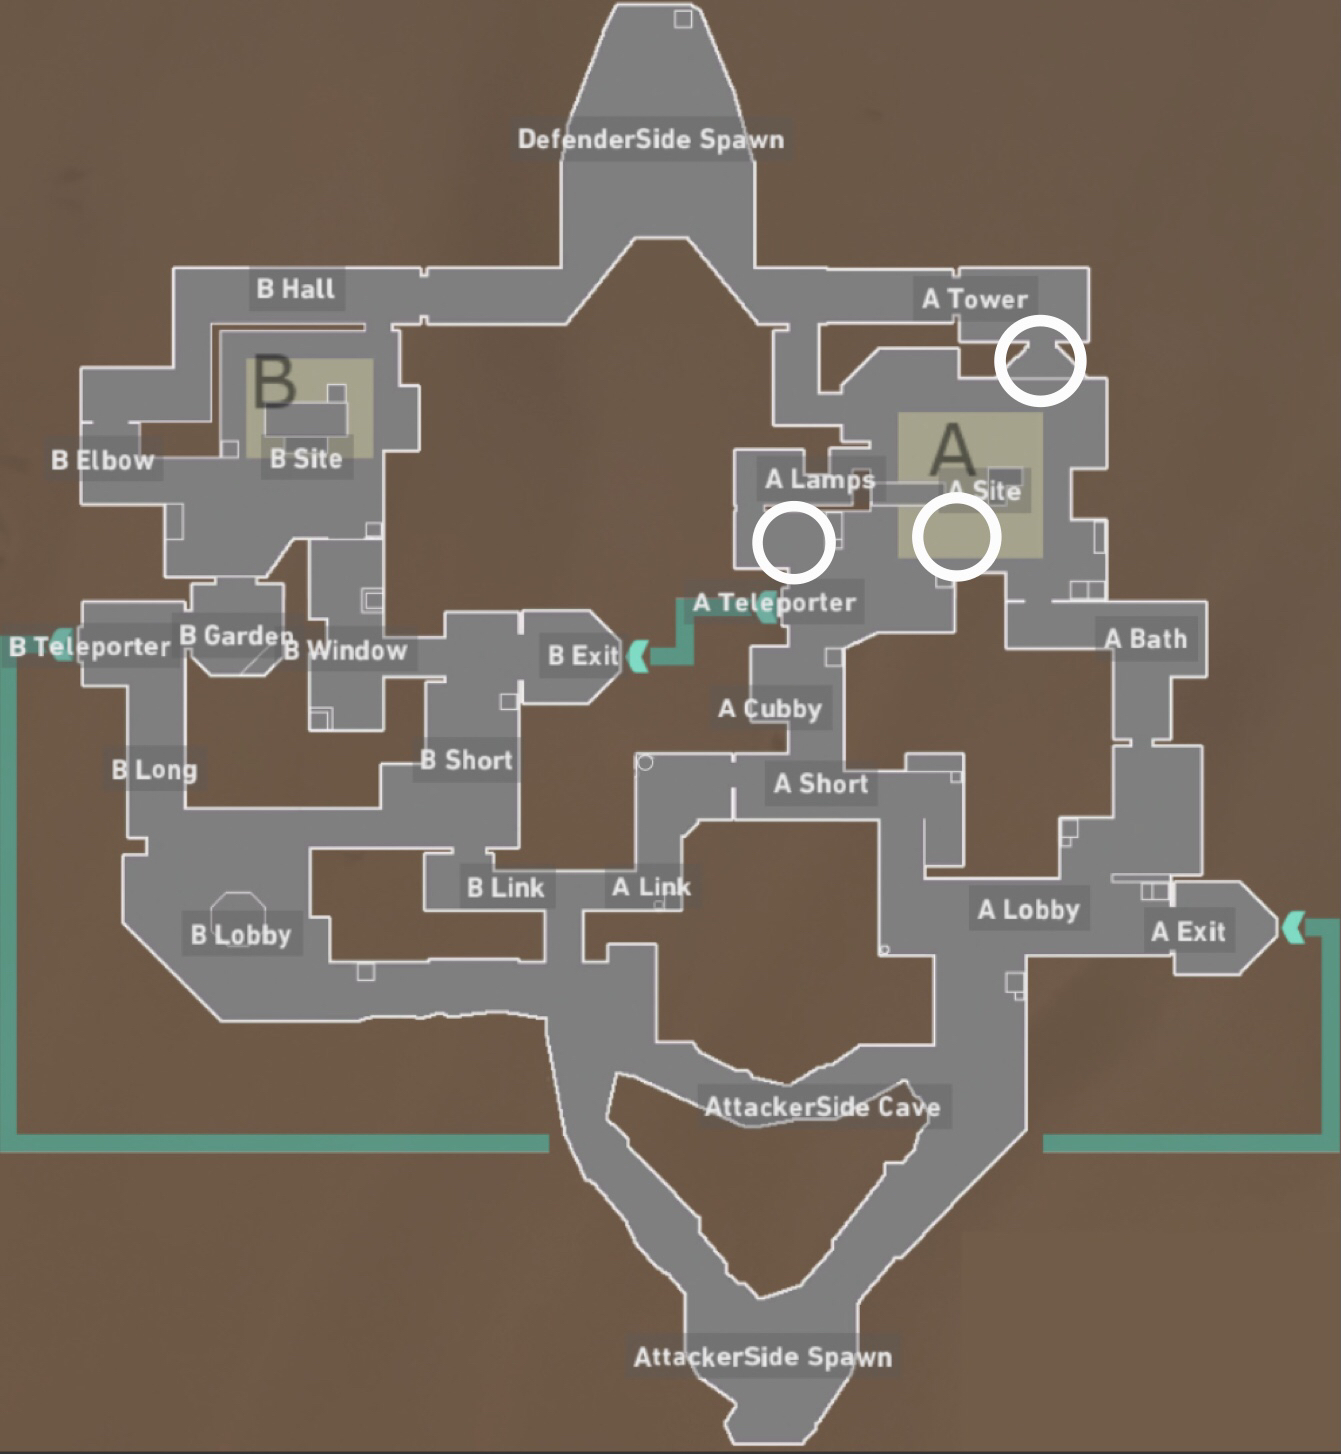 DefenderSide Spawn
B Hall
A Tower
B
A
B Elbow
B Site
A Lamps
A Site
A Teleporter
B Teleporter
B Garden
B Window
B Exit
A Bath
A Cubby
B Long
B Short
A Short
B Link
A Link
A Lobby
B Lobby
A Exit
AttackerSide Cave
AttackerSide Spawn